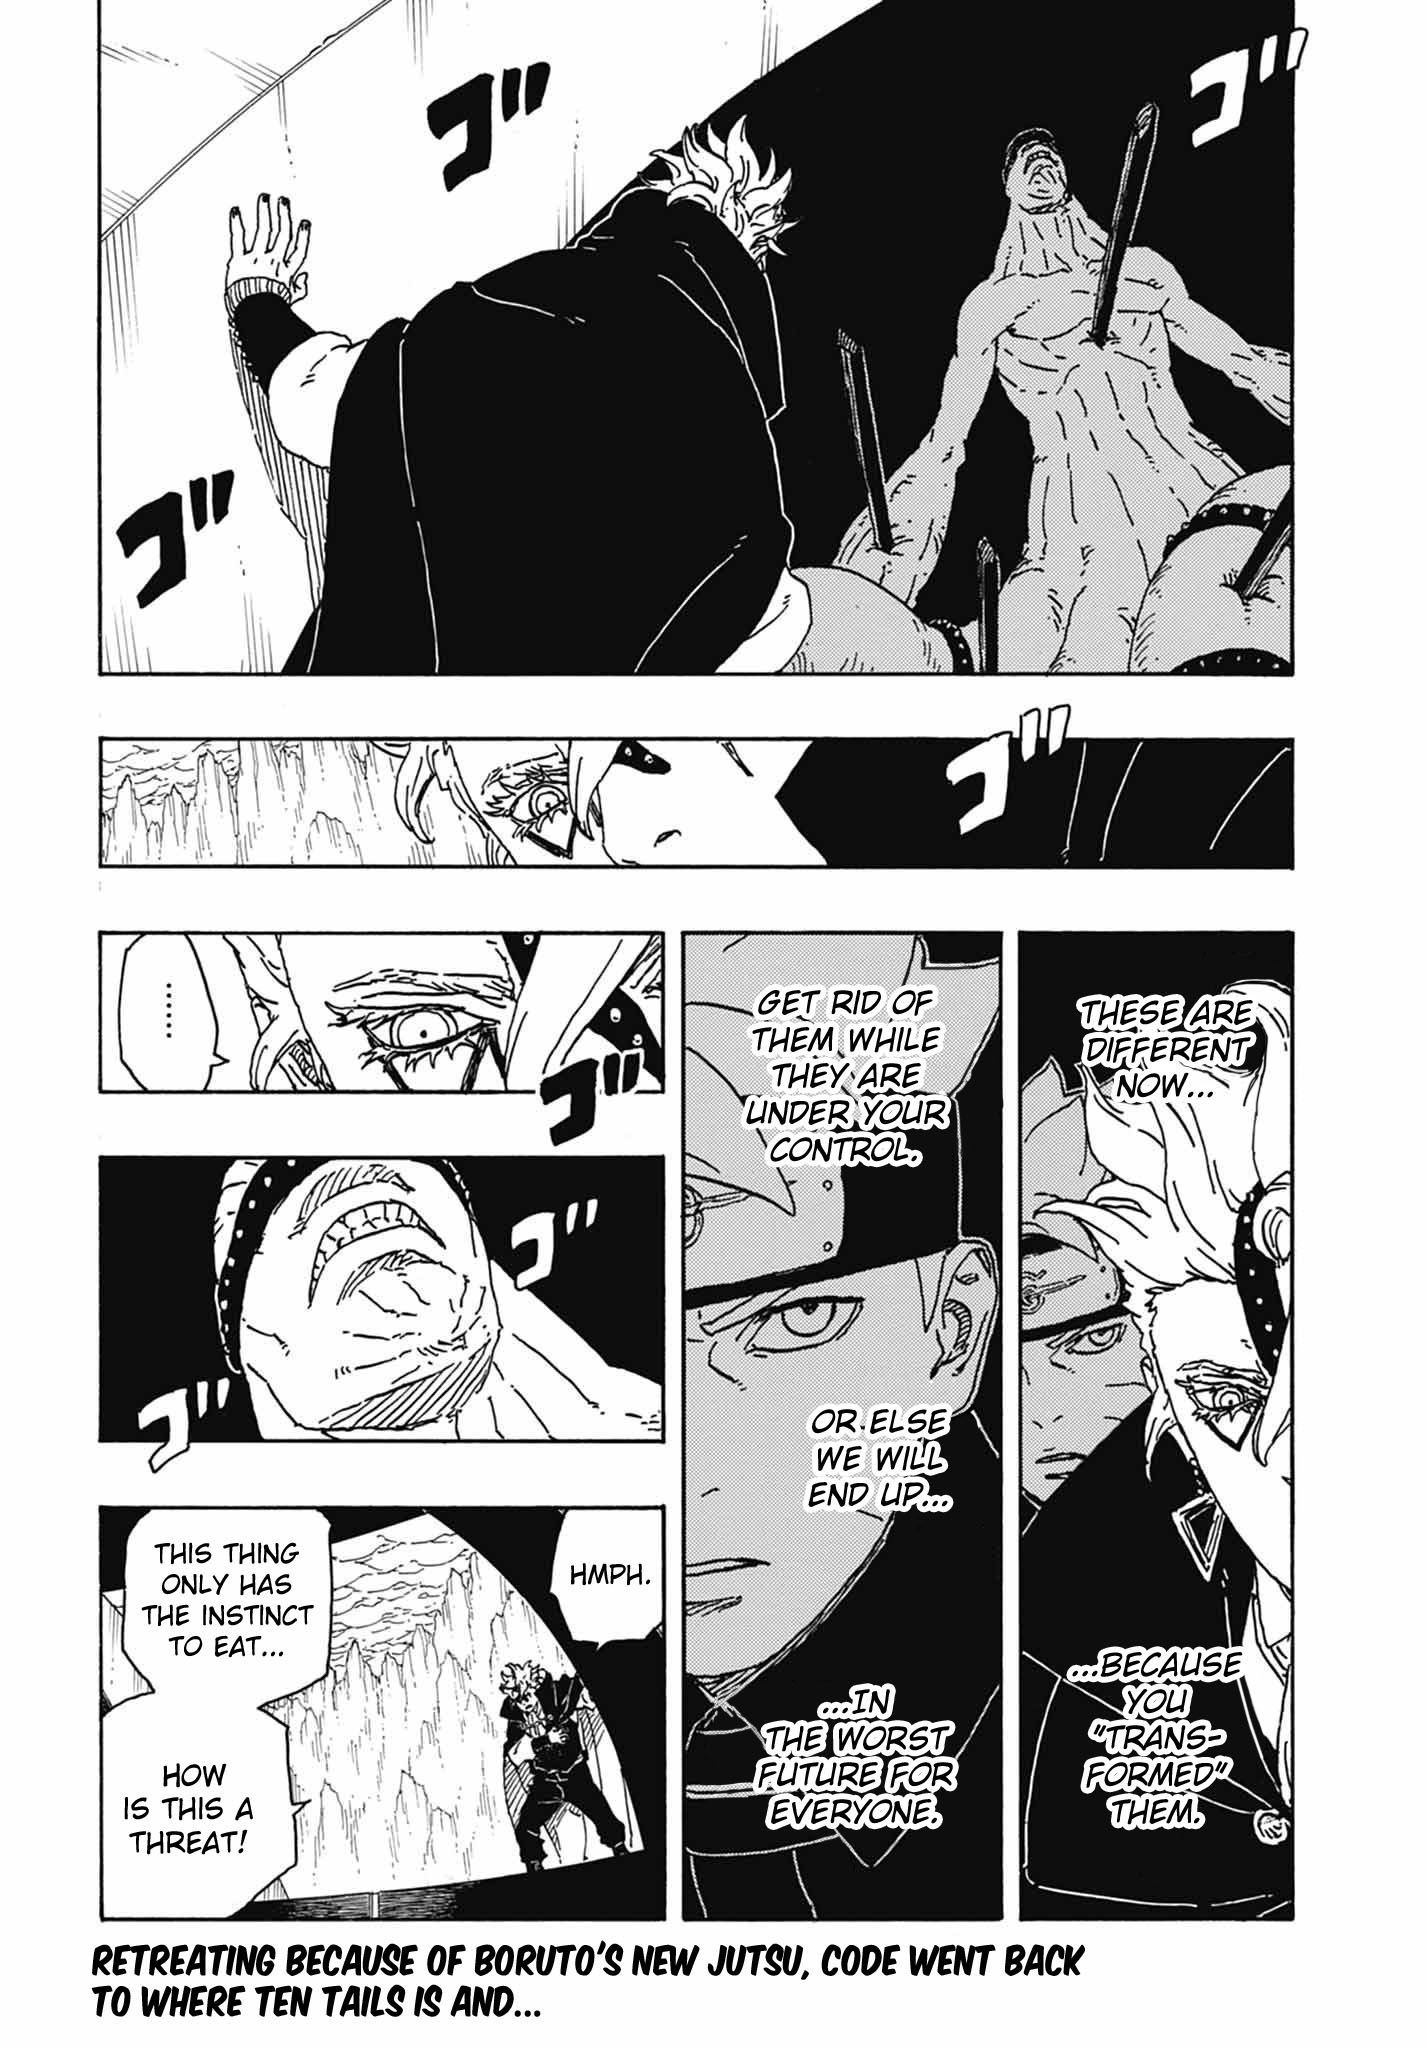 ゴ
ゴ
ゴ
ゴ
THESE ARE
DIFFERENT
NOW...
...BECAUSE
YOU
"TRANS-
FORMED"
THEM.
GET RID OF
THEM WHILE
THEY ARE
UNDER YOUR
CONTROL.
OR ELSE
WE WILL
END UP...
...IN
THE WORST
FUTURE FOR
EVERYONE.
......
ゴ
ゴ
ゴ
HMPH.
THIS THING
ONLY HAS
THE INSTINCT
TO EAT...
HOW
IS THIS A
THREAT!
RETREATING BECAUSE OF BORUTO'S NEW JUTSU, CODE WENT BACK
TO WHERE TEN TAILS IS AND...